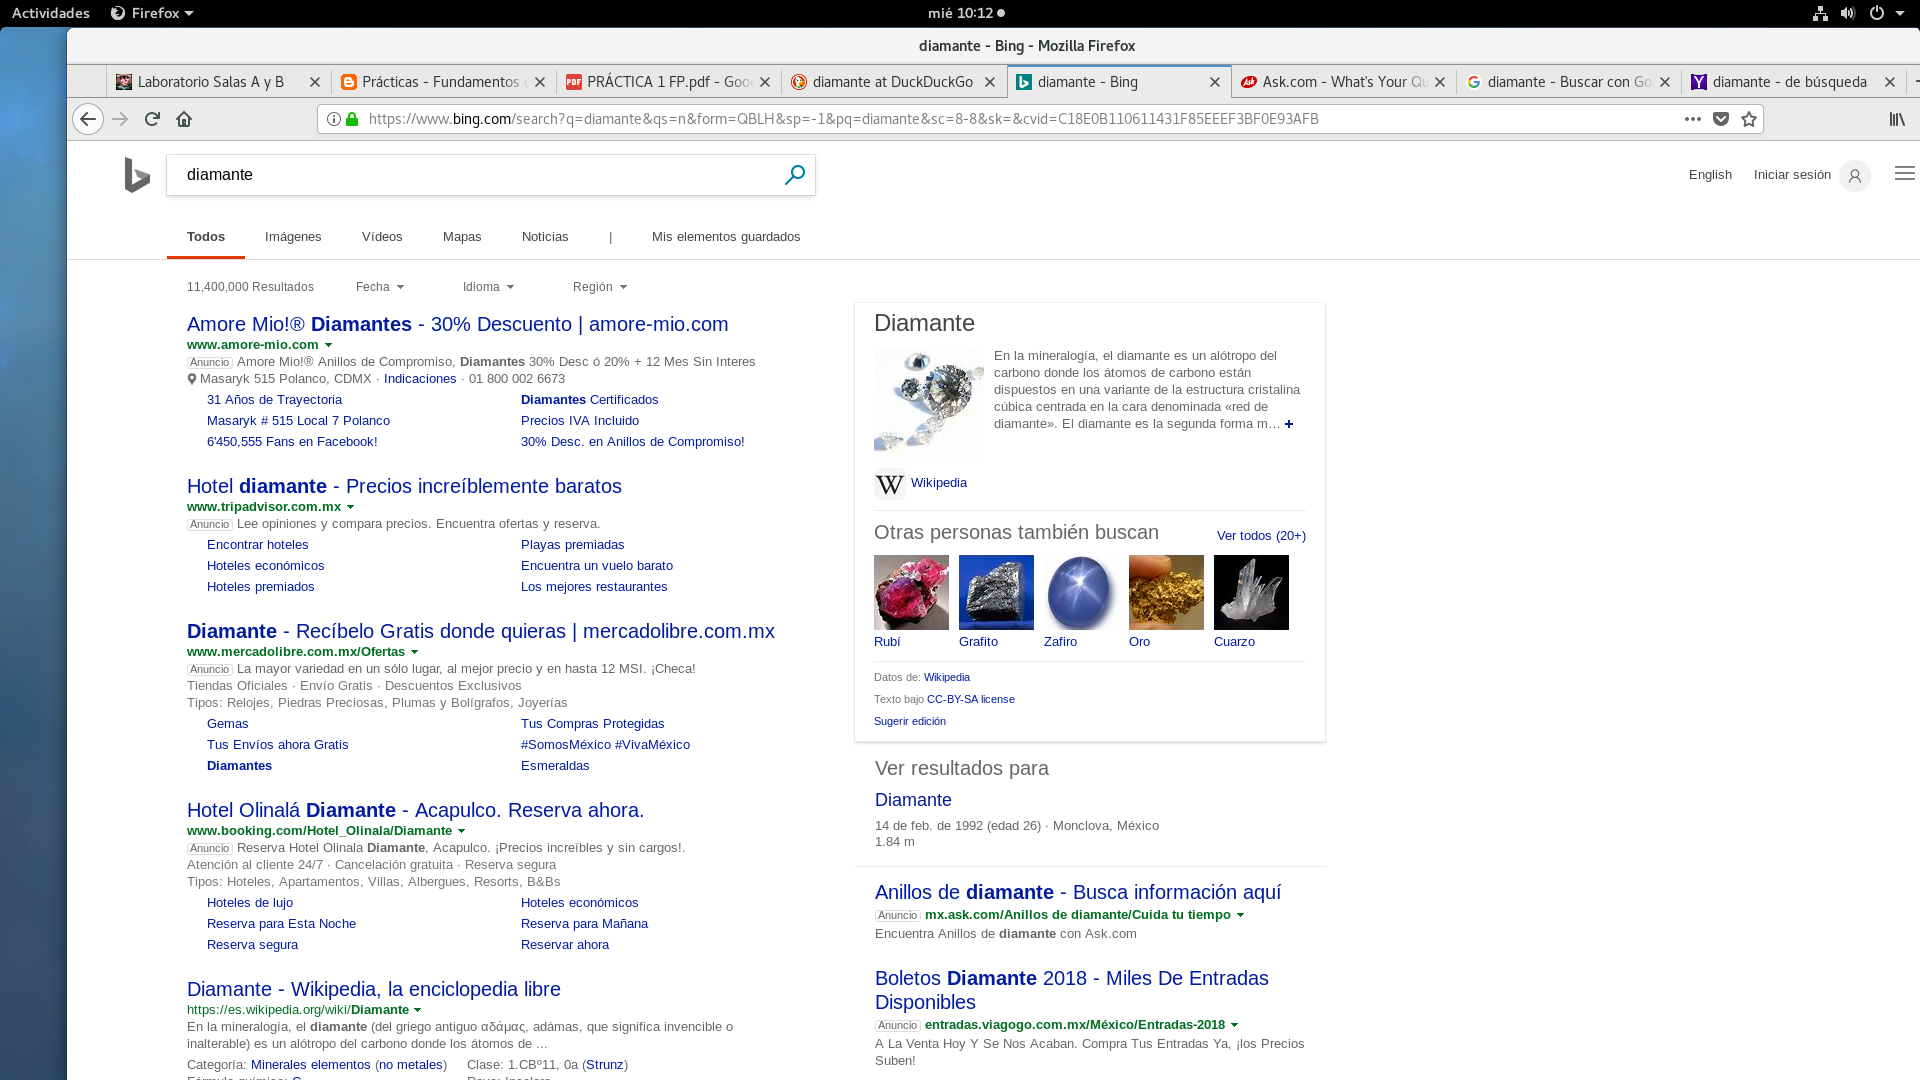 Actividades Firefox mié 10:12
diamante - Bing - Mozilla Firefox
Laboratorio Salas A y B
Prácticas - Fundamentos
PRÁCTICA 1 FP.pdf - Goo
diamante at DuckDuckGo
diamante - Bing
Ask.com - What's Your Qu
diamante - Buscar con Go
diamante - de búsqueda
https://www.bing.com/search?q=diamante&qs=n&form=QBLH&sp=-1&pq=diamante&sc=8-8&sk=&cvid=C18E0B110611431F85EEEF3BF0E93AFB
diamante
English Iniciar sesión
Todos Imágenes Vídeos Mapas Noticias | Mis elementos guardados
11,400,000 Resultados Fecha Idioma Región
Amore Mio!® Diamantes - 30% Descuento | amore-mio.com
www.amore-mio.com
Anuncio Amore Mio!® Anillos de Compromiso, Diamantes 30% Desc ó 20% + 12 Mes Sin Interes
Masaryk 515 Polanco, CDMX · Indicaciones · 01 800 002 6673
31 Años de Trayectoria Diamantes Certificados
Masaryk # 515 Local 7 Polanco Precios IVA Incluido
6'450,555 Fans en Facebook! 30% Desc. en Anillos de Compromiso!
Hotel diamante - Precios increíblemente baratos
www.tripadvisor.com.mx
Anuncio Lee opiniones y compara precios. Encuentra ofertas y reserva.
Encontrar hoteles Playas premiadas
Hoteles económicos Encuentra un vuelo barato
Hoteles premiados Los mejores restaurantes
Diamante - Recíbelo Gratis donde quieras | mercadolibre.com.mx
www.mercadolibre.com.mx/Ofertas
Anuncio La mayor variedad en un sólo lugar, al mejor precio y en hasta 12 MSI. ¡Checa!
Tiendas Oficiales · Envío Gratis · Descuentos Exclusivos
Tipos: Relojes, Piedras Preciosas, Plumas y Bolígrafos, Joyerías
Gemas Tus Compras Protegidas
Tus Envíos ahora Gratis #SomosMéxico #VivaMéxico
Diamantes Esmeraldas
Hotel Olinalá Diamante - Acapulco. Reserva ahora.
www.booking.com/Hotel_Olinala/Diamante
Anuncio Reserva Hotel Olinala Diamante, Acapulco. ¡Precios increíbles y sin cargos!.
Atención al cliente 24/7 · Cancelación gratuita · Reserva segura
Tipos: Hoteles, Apartamentos, Villas, Albergues, Resorts, B&Bs
Hoteles de lujo Hoteles económicos
Reserva para Esta Noche Reserva para Mañana
Reserva segura Reservar ahora
Diamante - Wikipedia, la enciclopedia libre
https://es.wikipedia.org/wiki/Diamante
En la mineralogía, el diamante (del griego antiguo αδάμας, adámas, que significa invencible o
inalterable) es un alótropo del carbono donde los átomos de ...
Categoría: Minerales elementos (no metales) Clase: 1.CBº11, 0a (Strunz)
Diamante
En la mineralogía, el diamante es un alótropo del
carbono donde los átomos de carbono están
dispuestos en una variante de la estructura cristalina
cúbica centrada en la cara denominada «red de
diamante». El diamante es la segunda forma m... +
W Wikipedia
Otras personas también buscan Ver todos (20+)
Rubí Grafito Zafiro Oro Cuarzo
Datos de: Wikipedia
Texto bajo CC-BY-SA license
Sugerir edición
Ver resultados para
Diamante
14 de feb. de 1992 (edad 26) · Monclova, México
1.84 m
Anillos de diamante - Busca información aquí
Anuncio mx.ask.com/Anillos de diamante/Cuida tu tiempo
Encuentra Anillos de diamante con Ask.com
Boletos Diamante 2018 - Miles De Entradas
Disponibles
Anuncio entradas.viagogo.com.mx/México/Entradas-2018
A La Venta Hoy Y Se Nos Acaban. Compra Tus Entradas Ya, ¡los Precios
Suben!